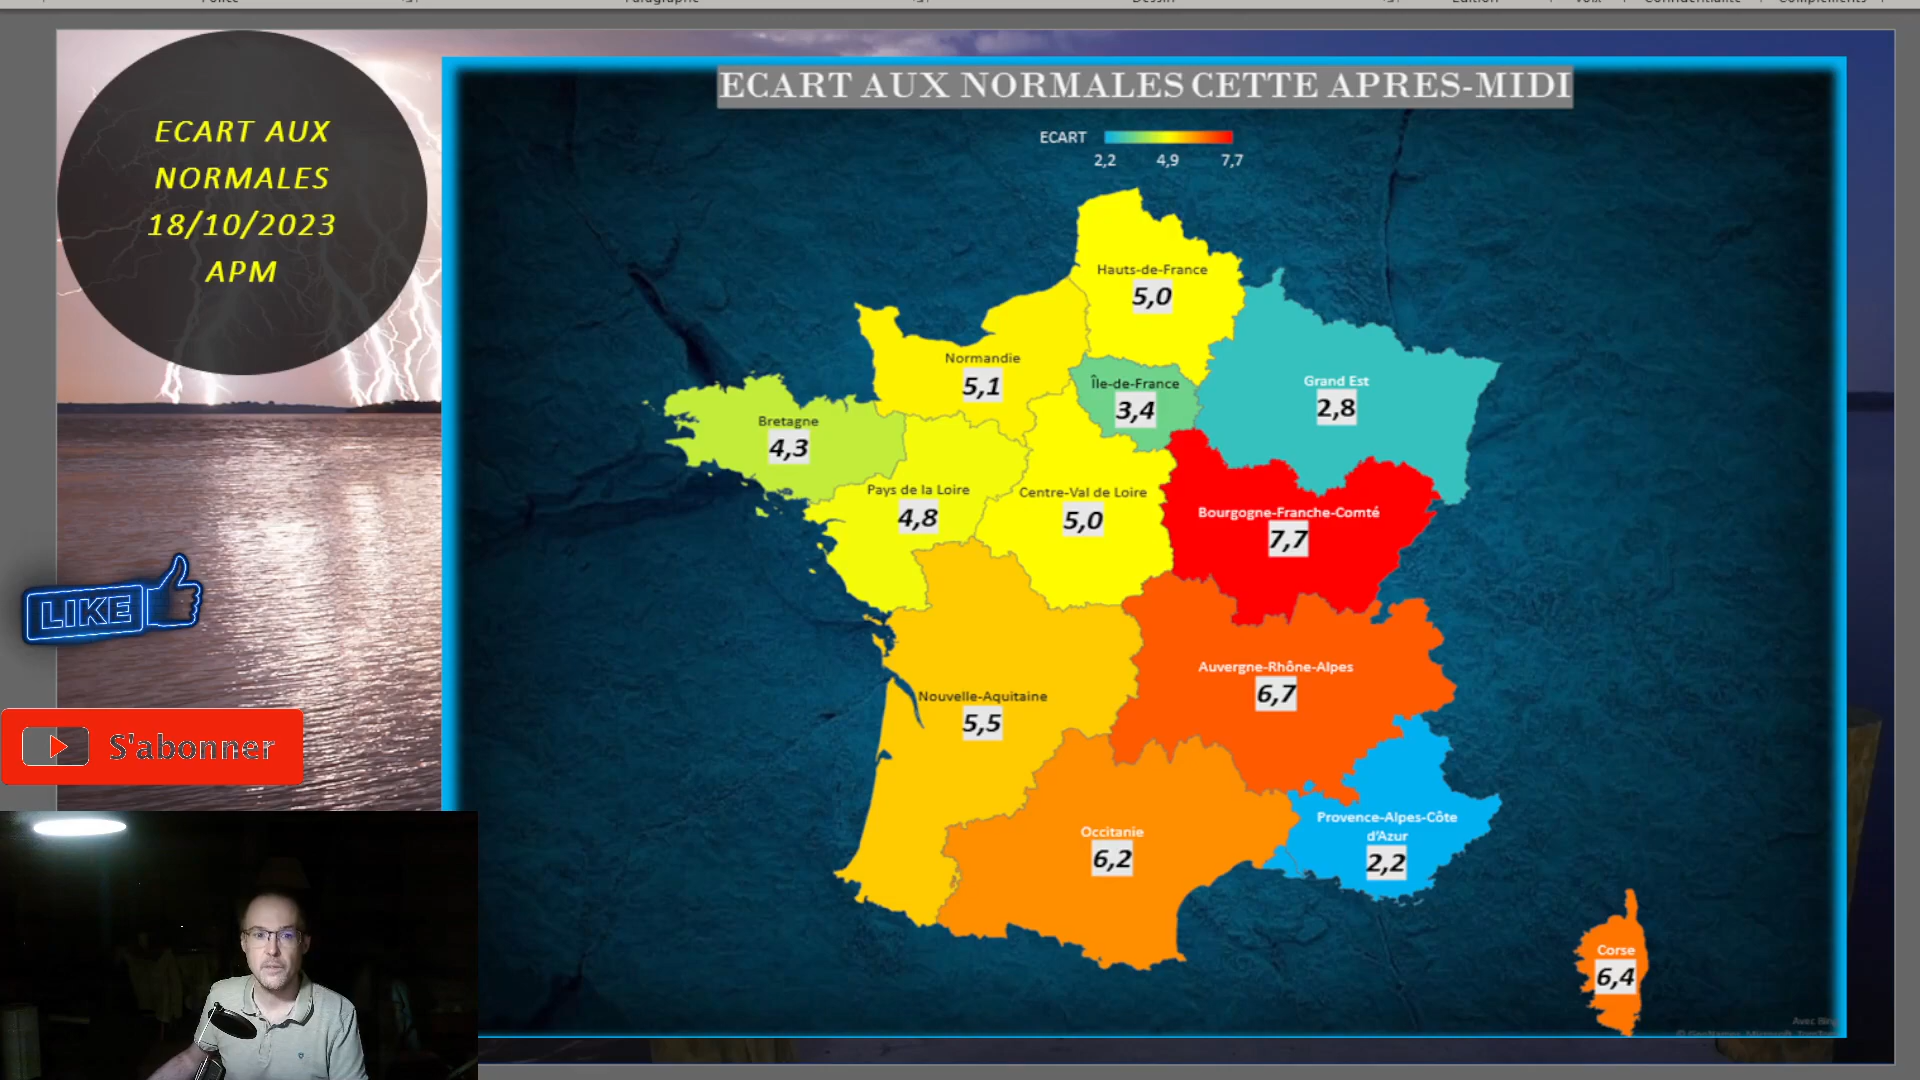 ECART AUX
NORMALES
18/10/2023
APM
ECART AUX NORMALES CETTE APRES-MIDI
ECART
2,2 4,9 7,7
Hauts-de-France
5,0
Normandie
5,1
Île-de-France
3,4
Grand Est
2,8
Bretagne
4,3
Pays de la Loire
4,8
Centre-Val de Loire
5,0
Bourgogne-Franche-Comté
7,7
Auvergne-Rhône-Alpes
6,7
Nouvelle-Aquitaine
5,5
Occitanie
6,2
Provence-Alpes-Côte
d'Azur
2,2
Corse
6,4
LIKE
S'abonner